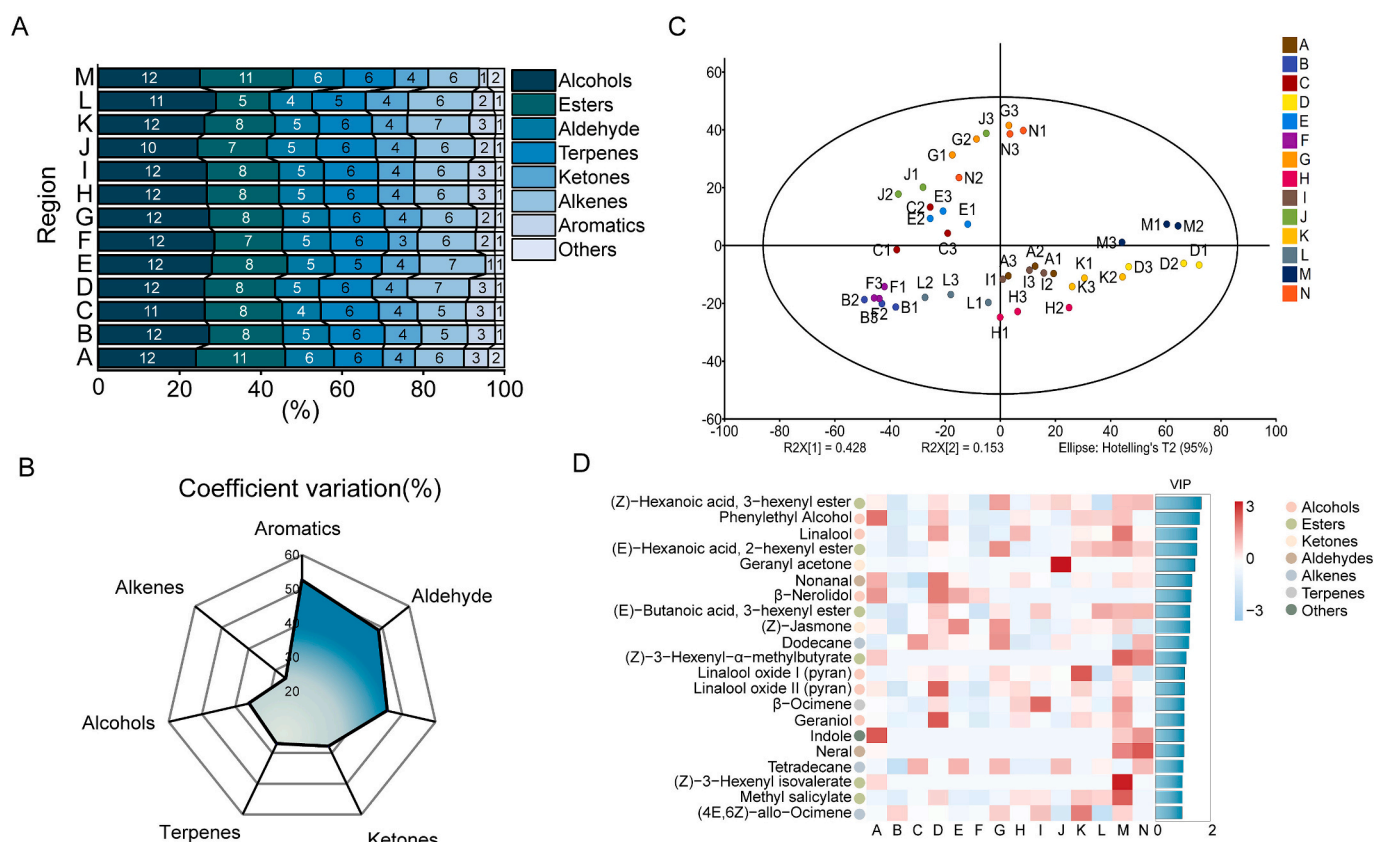 A
Region
M 12 11 6 6 4 6 1 2
L 11 5 4 5 4 6 2 1
K 12 8 5 6 4 7 3 1
J 10 7 5 6 4 6 2 1
I 12 8 5 6 4 6 3 1
H 12 8 5 6 4 6 3 1
G 12 8 5 6 4 6 2 1
F 12 7 5 6 3 6 2 1
E 12 8 5 5 4 7 1 1
D 12 8 5 6 4 7 3 1
C 11 8 4 6 4 5 3 1
B 12 8 5 6 4 5 3 1
A 12 11 6 6 4 6 3 2
0 20 40 60 80 100
(%)
Alcohols
Esters
Aldehyde
Terpenes
Ketones
Alkenes
Aromatics
Others
B
Coefficient variation(%)
Aromatics
Aldehyde
Ketones
Terpenes
Alcohols
Alkenes
60
50
40
30
20
C
60
40
20
0
-20
-40
-60
-100 -80 -60 -40 -20 0 20 40 60 80 100
R2X[1] = 0.428 R2X[2] = 0.153 Ellipse: Hotelling's T2 (95%)
G3
J3
N1
G2
N3
G1
N2
J1
J2
E3
C2
E2
E1
C3
C1
M1
M2
M3
A2
A1
A3
I1
I3
I2
K1
K2
K3
D3
D2
D1
F3
F1
L2
L3
B2
B1
F2
B3
L1
H3
H2
H1
A
B
C
D
E
F
G
H
I
J
K
L
M
N
D
VIP
(Z)−Hexanoic acid, 3−hexenyl ester
Phenylethyl Alcohol
Linalool
(E)−Hexanoic acid, 2−hexenyl ester
Geranyl acetone
Nonanal
β−Nerolidol
(E)−Butanoic acid, 3−hexenyl ester
(Z)−Jasmone
Dodecane
(Z)−3−Hexenyl−α−methylbutyrate
Linalool oxide I (pyran)
Linalool oxide II (pyran)
β−Ocimene
Geraniol
Indole
Neral
Tetradecane
(Z)−3−Hexenyl isovalerate
Methyl salicylate
(4E,6Z)−allo−Ocimene
A B C D E F G H I J K L M N
0 2
3
0
−3
Alcohols
Esters
Ketones
Aldehydes
Alkenes
Terpenes
Others